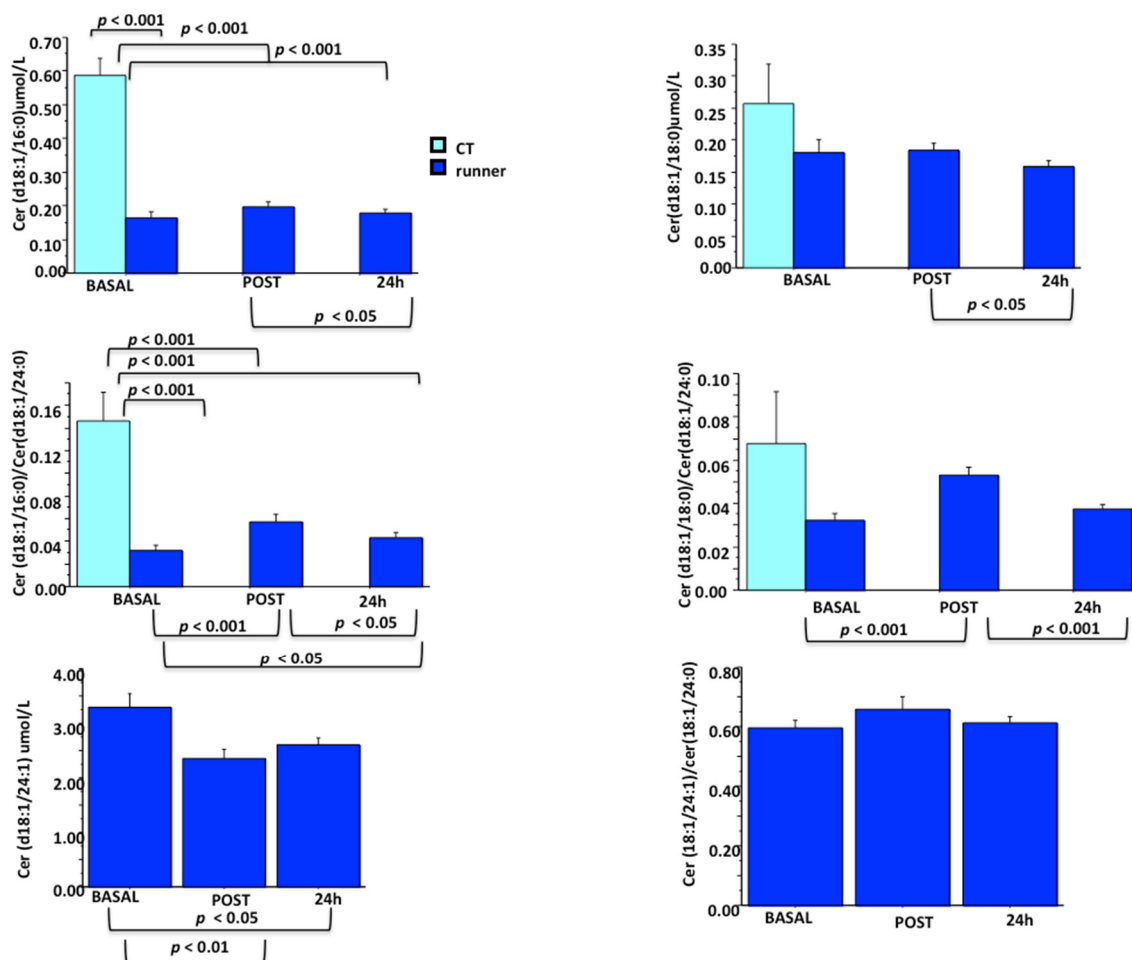 p < 0.001
p < 0.001
p < 0.001
Cer (d18:1/16:0)umol/L
0.70
0.60
0.50
0.40
0.30
0.20
0.10
0.00
BASAL
POST
24h
p < 0.05
CT
runner
Cer(d18:1/18:0)umol/L
0.35
0.30
0.25
0.20
0.15
0.10
0.05
0.00
BASAL
POST
24h
p < 0.05
p < 0.001
p < 0.001
p < 0.001
Cer (d18:1/16:0)/Cer(d18:1/24:0)
0.16
0.12
0.08
0.04
0.00
BASAL
POST
24h
p < 0.001
p < 0.05
p < 0.05
Cer (d18:1/18:0)/Cer(d18:1/24:0)
0.10
0.08
0.06
0.04
0.02
0.00
BASAL
POST
24h
p < 0.001
p < 0.001
Cer (d18:1/24:1) umol/L
4.00
3.00
2.00
1.00
0.00
BASAL
POST
24h
p < 0.05
p < 0.01
Cer (18:1/24:1)/cer(18:1/24:0)
0.80
0.60
0.40
0.20
0.00
BASAL
POST
24h